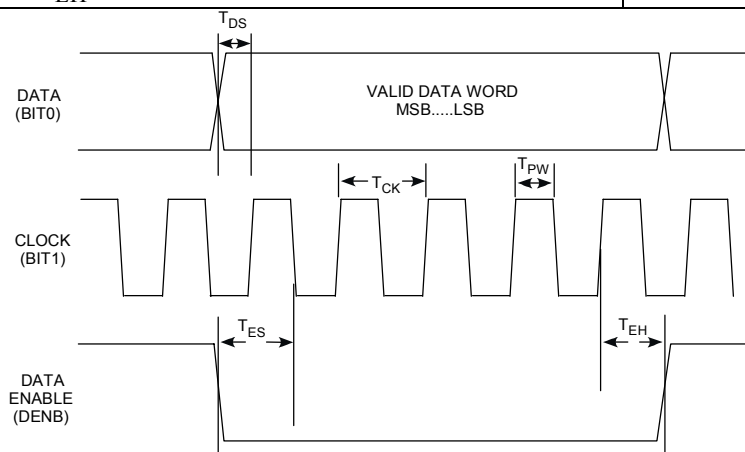 EH
TDS
DATA
(BIT0)
VALID DATA WORD
MSB.....LSB
TCK
TPW
CLOCK
(BIT1)
TES
TEH
DATA
ENABLE
(DENB)